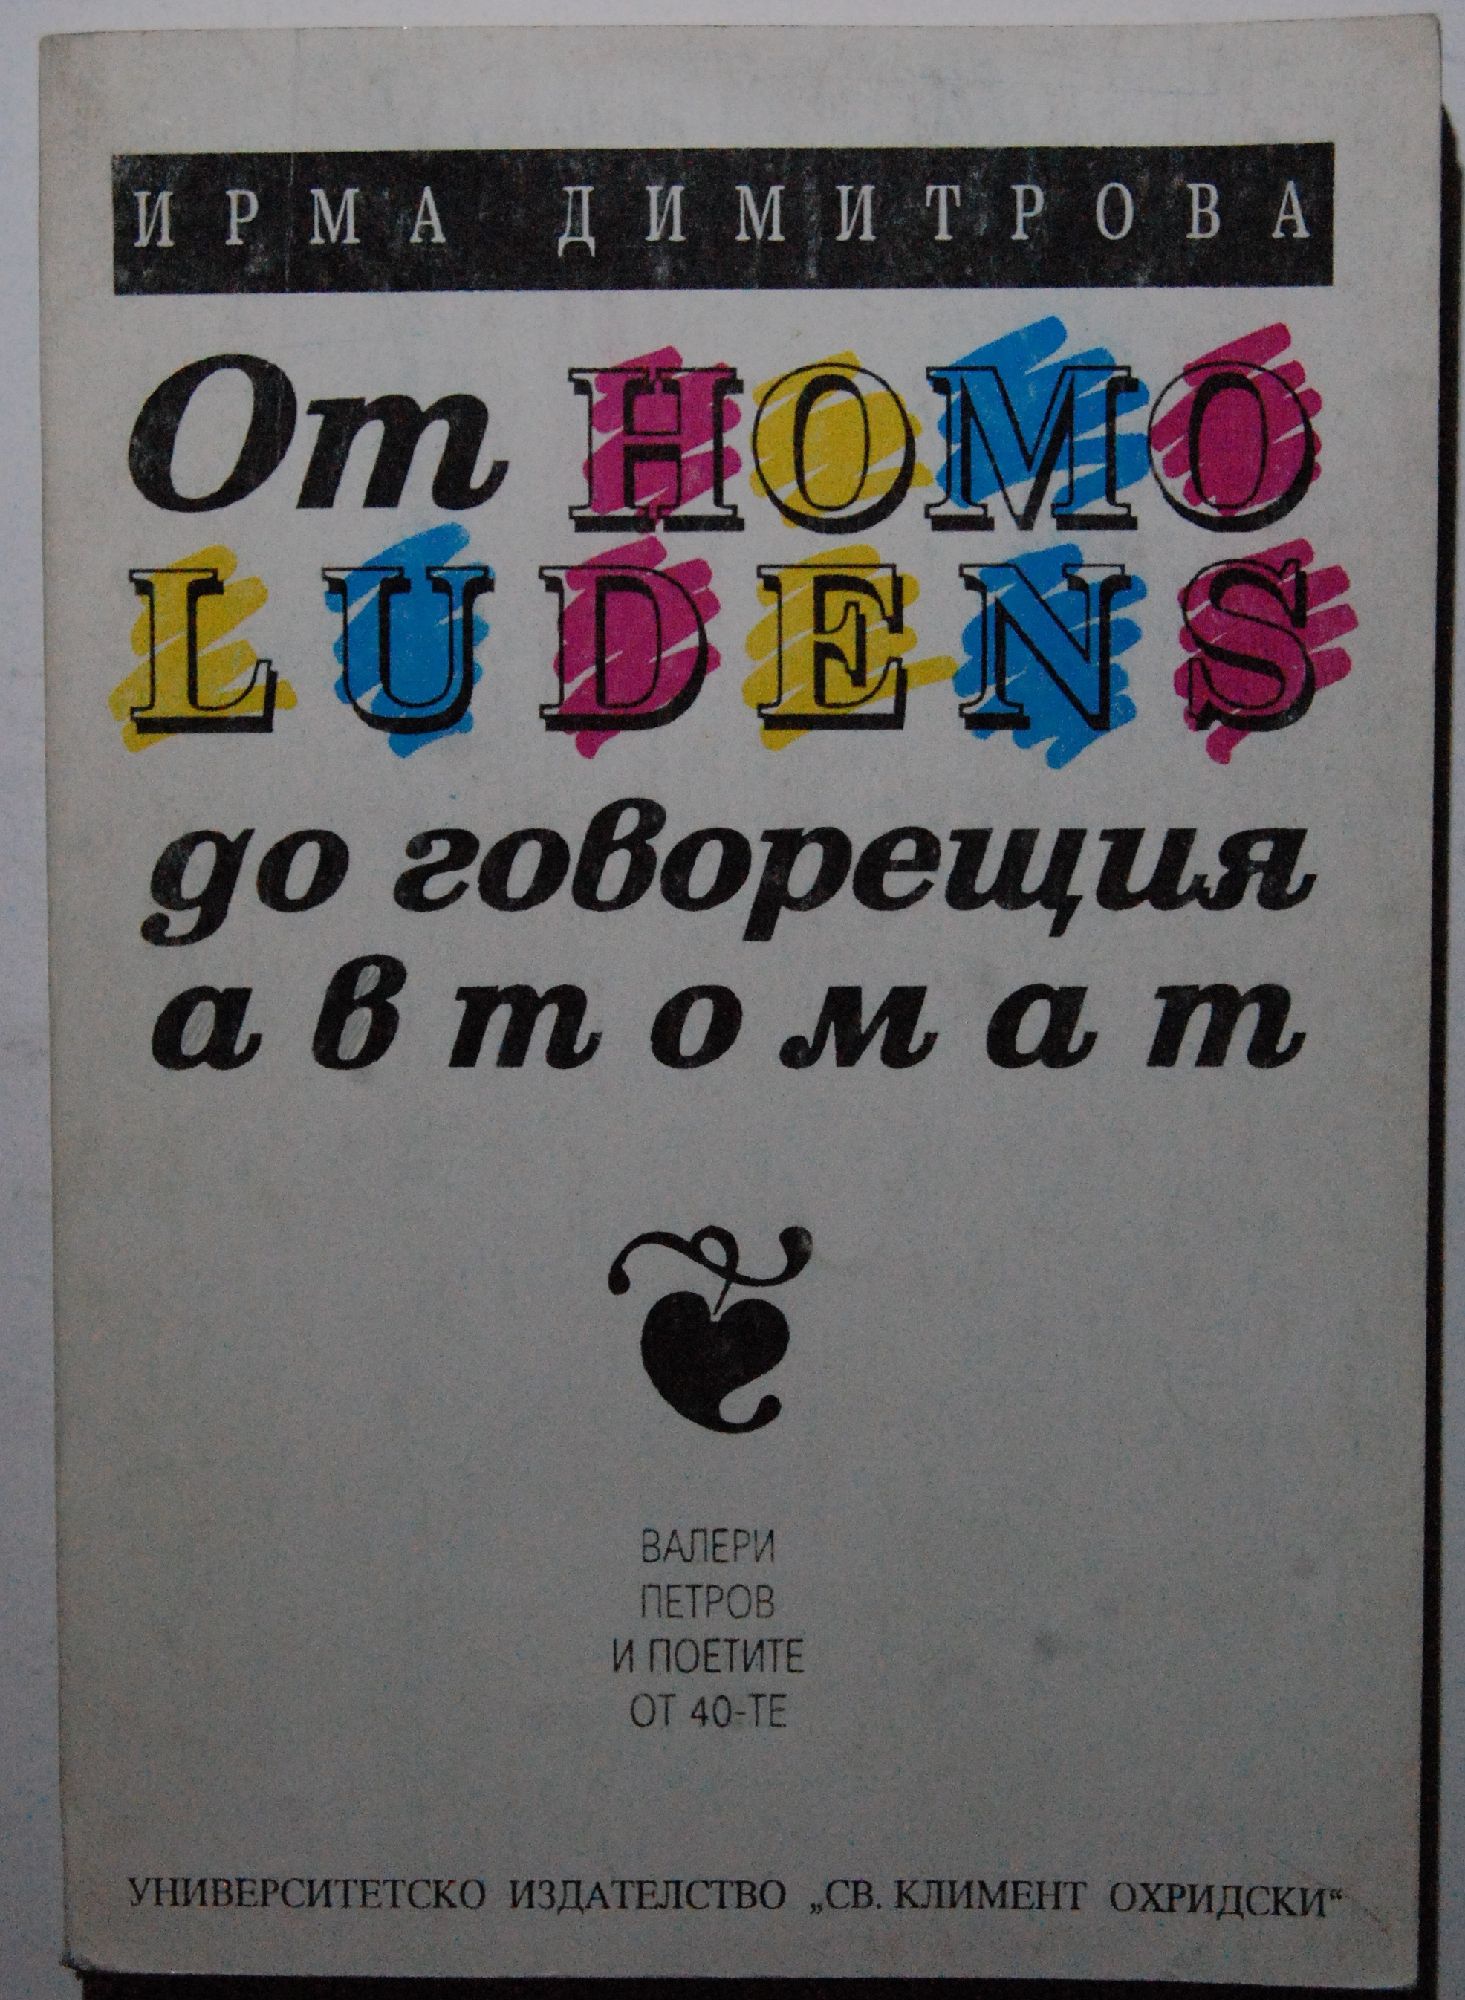 ИРМА ДИМИТРОВА
От HOMO
LUDENS
до говорещия
автомат
ВАЛЕРИ
ПЕТРОВ
И ПОЕТИТЕ
ОТ 40-ТЕ
УНИВЕРСИТЕТСКО ИЗДАТЕЛСТВО „СВ. КЛИМЕНТ ОХРИДСКИ“